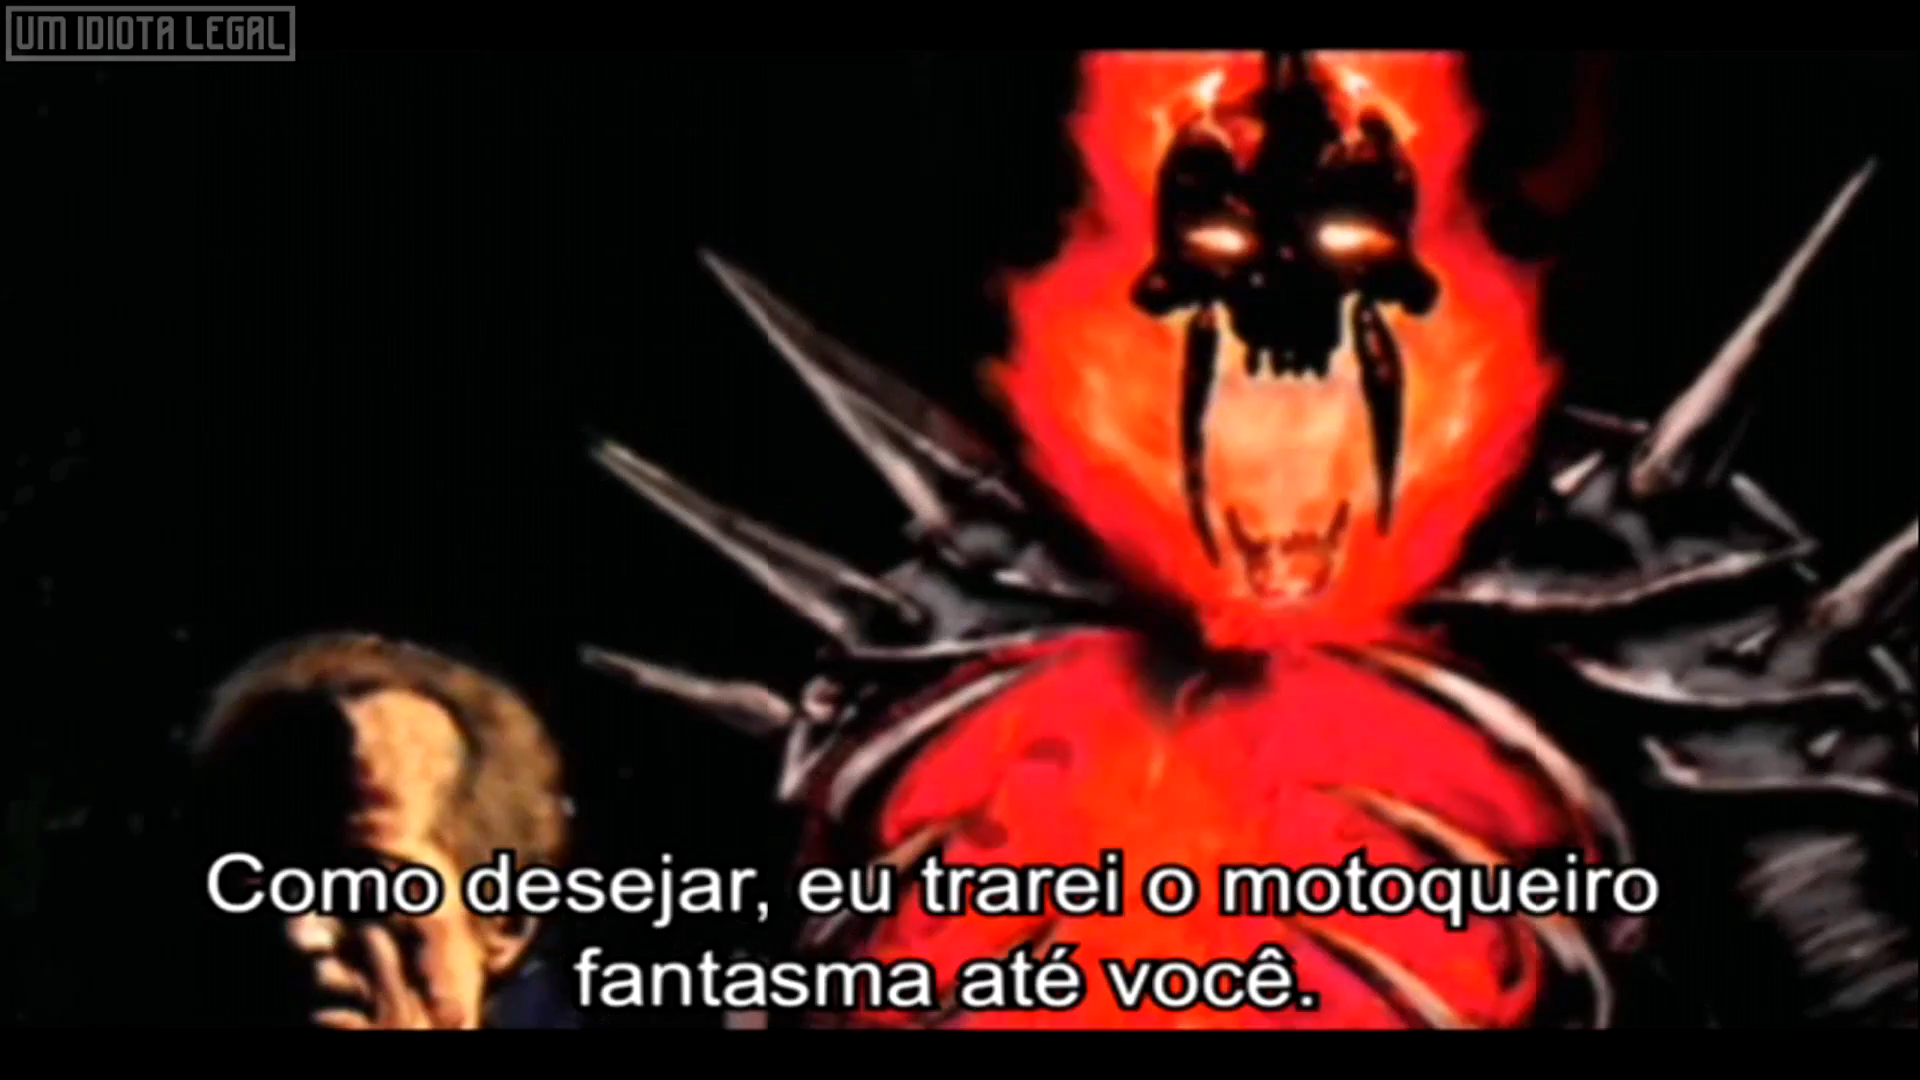 UM IDIOTA LEGAL
Como desejar, eu trarei o motoqueiro
fantasma até você.